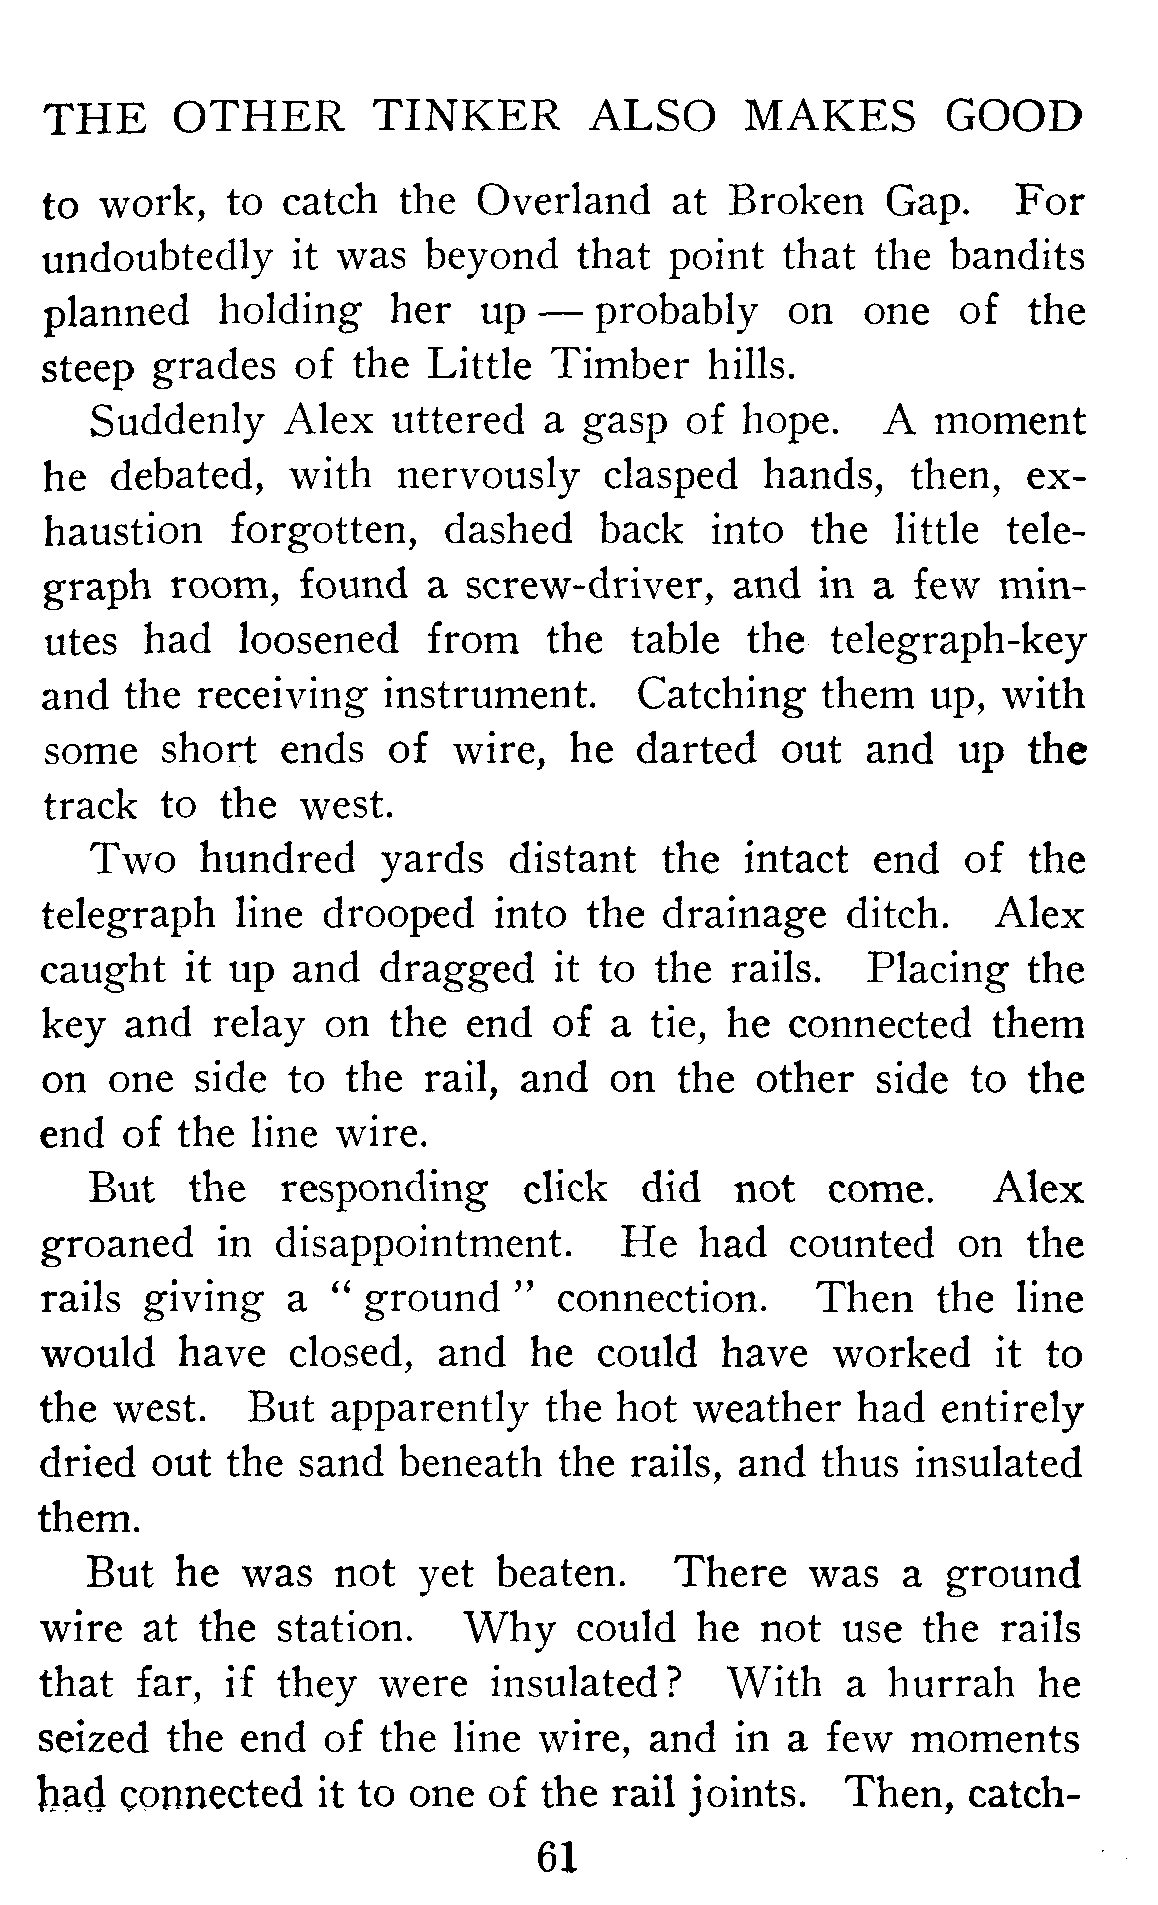 THE OTHER TINKER ALSO MAKES GOOD
to work, to catch the Overland at Broken Gap. For
undoubtedly it was beyond that point that the bandits
planned holding her up — probably on one of the
steep grades of the Little Timber hills.
Suddenly Alex uttered a gasp of hope. A moment
he debated, with nervously clasped hands, then, ex-
haustion forgotten, dashed back into the little tele-
graph room, found a screw-driver, and in a few min-
utes had loosened from the table the telegraph-key
and the receiving instrument. Catching them up, with
some short ends of wire, he darted out and up the
track to the west.
Two hundred yards distant the intact end of the
telegraph line drooped into the drainage ditch. Alex
caught it up and dragged it to the rails. Placing the
key and relay on the end of a tie, he connected them
on one side to the rail, and on the other side to the
end of the line wire.
But the responding click did not come. Alex
groaned in disappointment. He had counted on the
rails giving a “ ground ” connection. Then the line
would have closed, and he could have worked it to
the west. But apparently the hot weather had entirely
dried out the sand beneath the rails, and thus insulated
them.
But he was not yet beaten. There was a ground
wire at the station. Why could he not use the rails
that far, if they were insulated? With a hurrah he
seized the end of the line wire, and in a few moments
had connected it to one of the rail joints. Then, catch-
61